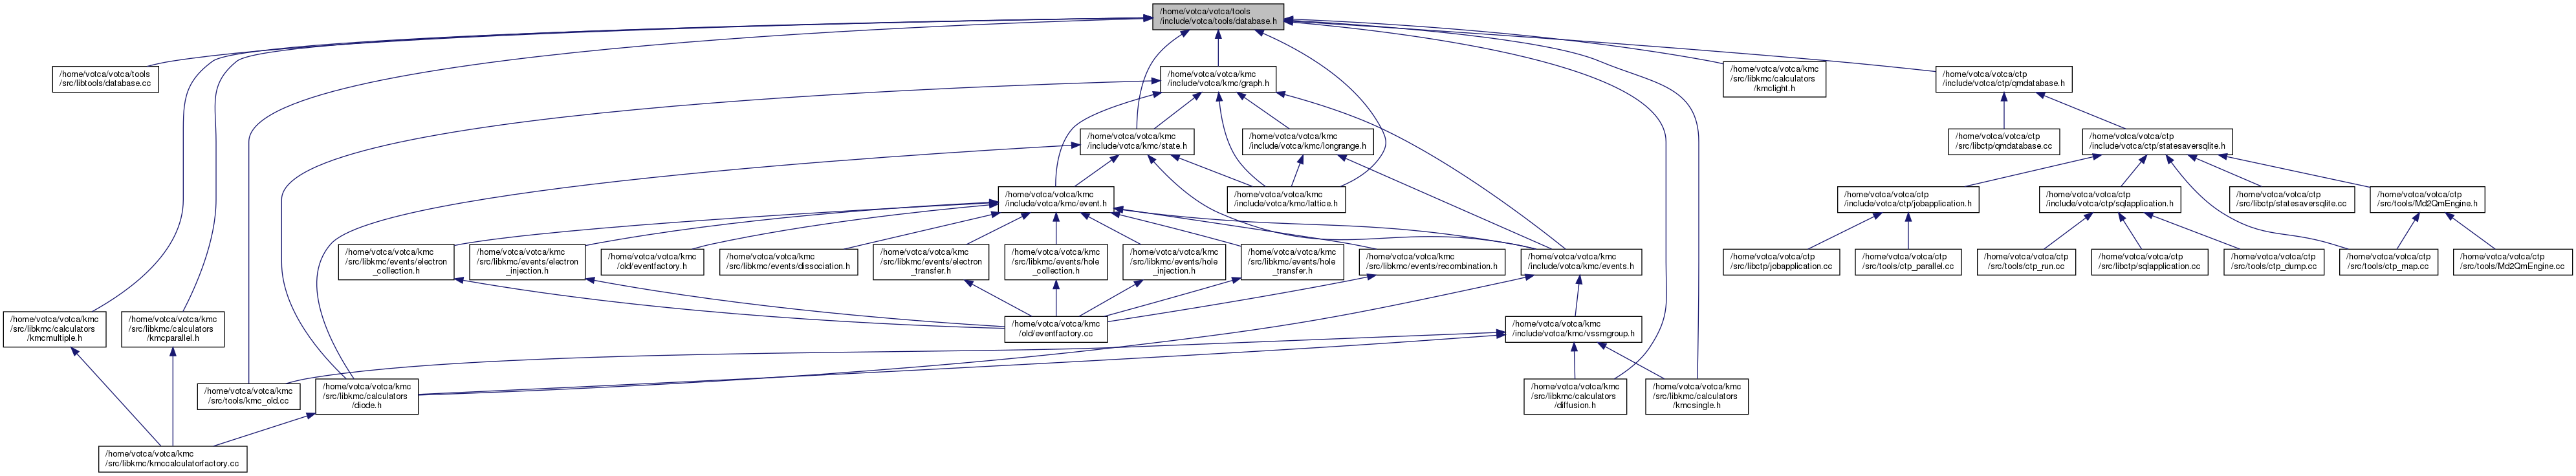 /home/votca/votca/tools
/include/votca/tools/database.h
/home/votca/votca/tools
/src/libtools/database.cc
/home/votca/votca/kmc
/include/votca/kmc/graph.h
/home/votca/votca/kmc
/src/libkmc/calculators
/kmclight.h
/home/votca/votca/ctp
/include/votca/ctp/qmdatabase.h
/home/votca/votca/kmc
/include/votca/kmc/state.h
/home/votca/votca/kmc
/include/votca/kmc/longrange.h
/home/votca/votca/ctp
/src/libctp/qmdatabase.cc
/home/votca/votca/ctp
/include/votca/ctp/statesaversqlite.h
/home/votca/votca/kmc
/include/votca/kmc/event.h
/home/votca/votca/kmc
/include/votca/kmc/lattice.h
/home/votca/votca/ctp
/include/votca/ctp/jobapplication.h
/home/votca/votca/ctp
/include/votca/ctp/sqlapplication.h
/home/votca/votca/ctp
/src/libctp/statesaversqlite.cc
/home/votca/votca/ctp
/src/tools/Md2QmEngine.h
/home/votca/votca/kmc
/src/libkmc/events/electron
_collection.h
/home/votca/votca/kmc
/src/libkmc/events/electron
_injection.h
/home/votca/votca/kmc
/old/eventfactory.h
/home/votca/votca/kmc
/src/libkmc/events/dissociation.h
/home/votca/votca/kmc
/src/libkmc/events/electron
_transfer.h
/home/votca/votca/kmc
/src/libkmc/events/hole
_collection.h
/home/votca/votca/kmc
/src/libkmc/events/hole
_injection.h
/home/votca/votca/kmc
/src/libkmc/events/hole
_transfer.h
/home/votca/votca/kmc
/src/libkmc/events/recombination.h
/home/votca/votca/kmc
/include/votca/kmc/events.h
/home/votca/votca/ctp
/src/libctp/jobapplication.cc
/home/votca/votca/ctp
/src/tools/ctp_parallel.cc
/home/votca/votca/ctp
/src/tools/ctp_run.cc
/home/votca/votca/ctp
/src/libctp/sqlapplication.cc
/home/votca/votca/ctp
/src/tools/ctp_dump.cc
/home/votca/votca/ctp
/src/tools/ctp_map.cc
/home/votca/votca/ctp
/src/tools/Md2QmEngine.cc
/home/votca/votca/kmc
/src/libkmc/calculators
/kmcmultiple.h
/home/votca/votca/kmc
/src/libkmc/calculators
/kmcparallel.h
/home/votca/votca/kmc
/old/eventfactory.cc
/home/votca/votca/kmc
/include/votca/kmc/vssmgroup.h
/home/votca/votca/kmc
/src/tools/kmc_old.cc
/home/votca/votca/kmc
/src/libkmc/calculators
/diode.h
/home/votca/votca/kmc
/src/libkmc/calculators
/diffusion.h
/home/votca/votca/kmc
/src/libkmc/calculators
/kmcsingle.h
/home/votca/votca/kmc
/src/libkmc/kmccalculatorfactory.cc